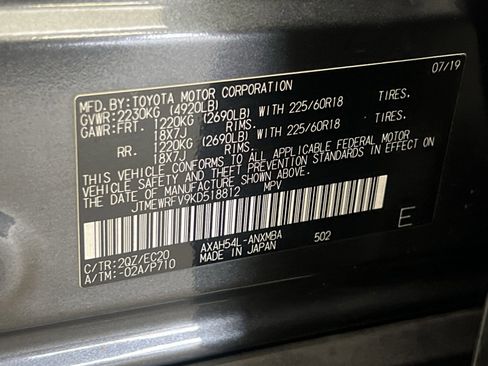 MFD. BY: TOYOTA MOTOR CORPORATION 07/19
GVWR: 2230KG (4920LB)
GAWR: FRT. 1220KG (2690LB) WITH 225/60R18 TIRES.
18X7J RIMS.
RR. 1220KG (2690LB) WITH 225/60R18 TIRES.
18X7J RIMS.
THIS VEHICLE CONFORMS TO ALL APPLICABLE FEDERAL MOTOR
VEHICLE SAFETY AND THEFT PREVENTION STANDARDS IN EFFECT ON
THE DATE OF MANUFACTURE SHOWN ABOVE.
JTMEWRFV9KD518812 MPV
E
C/TR: 2QZ/EC20 AXAH54L-ANXMBA 502
A/TM: -02A/P710 MADE IN JAPAN